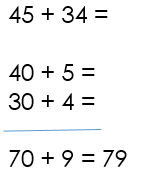 45 + 34 =
40 + 5 =
30 + 4 =
70 + 9 = 79